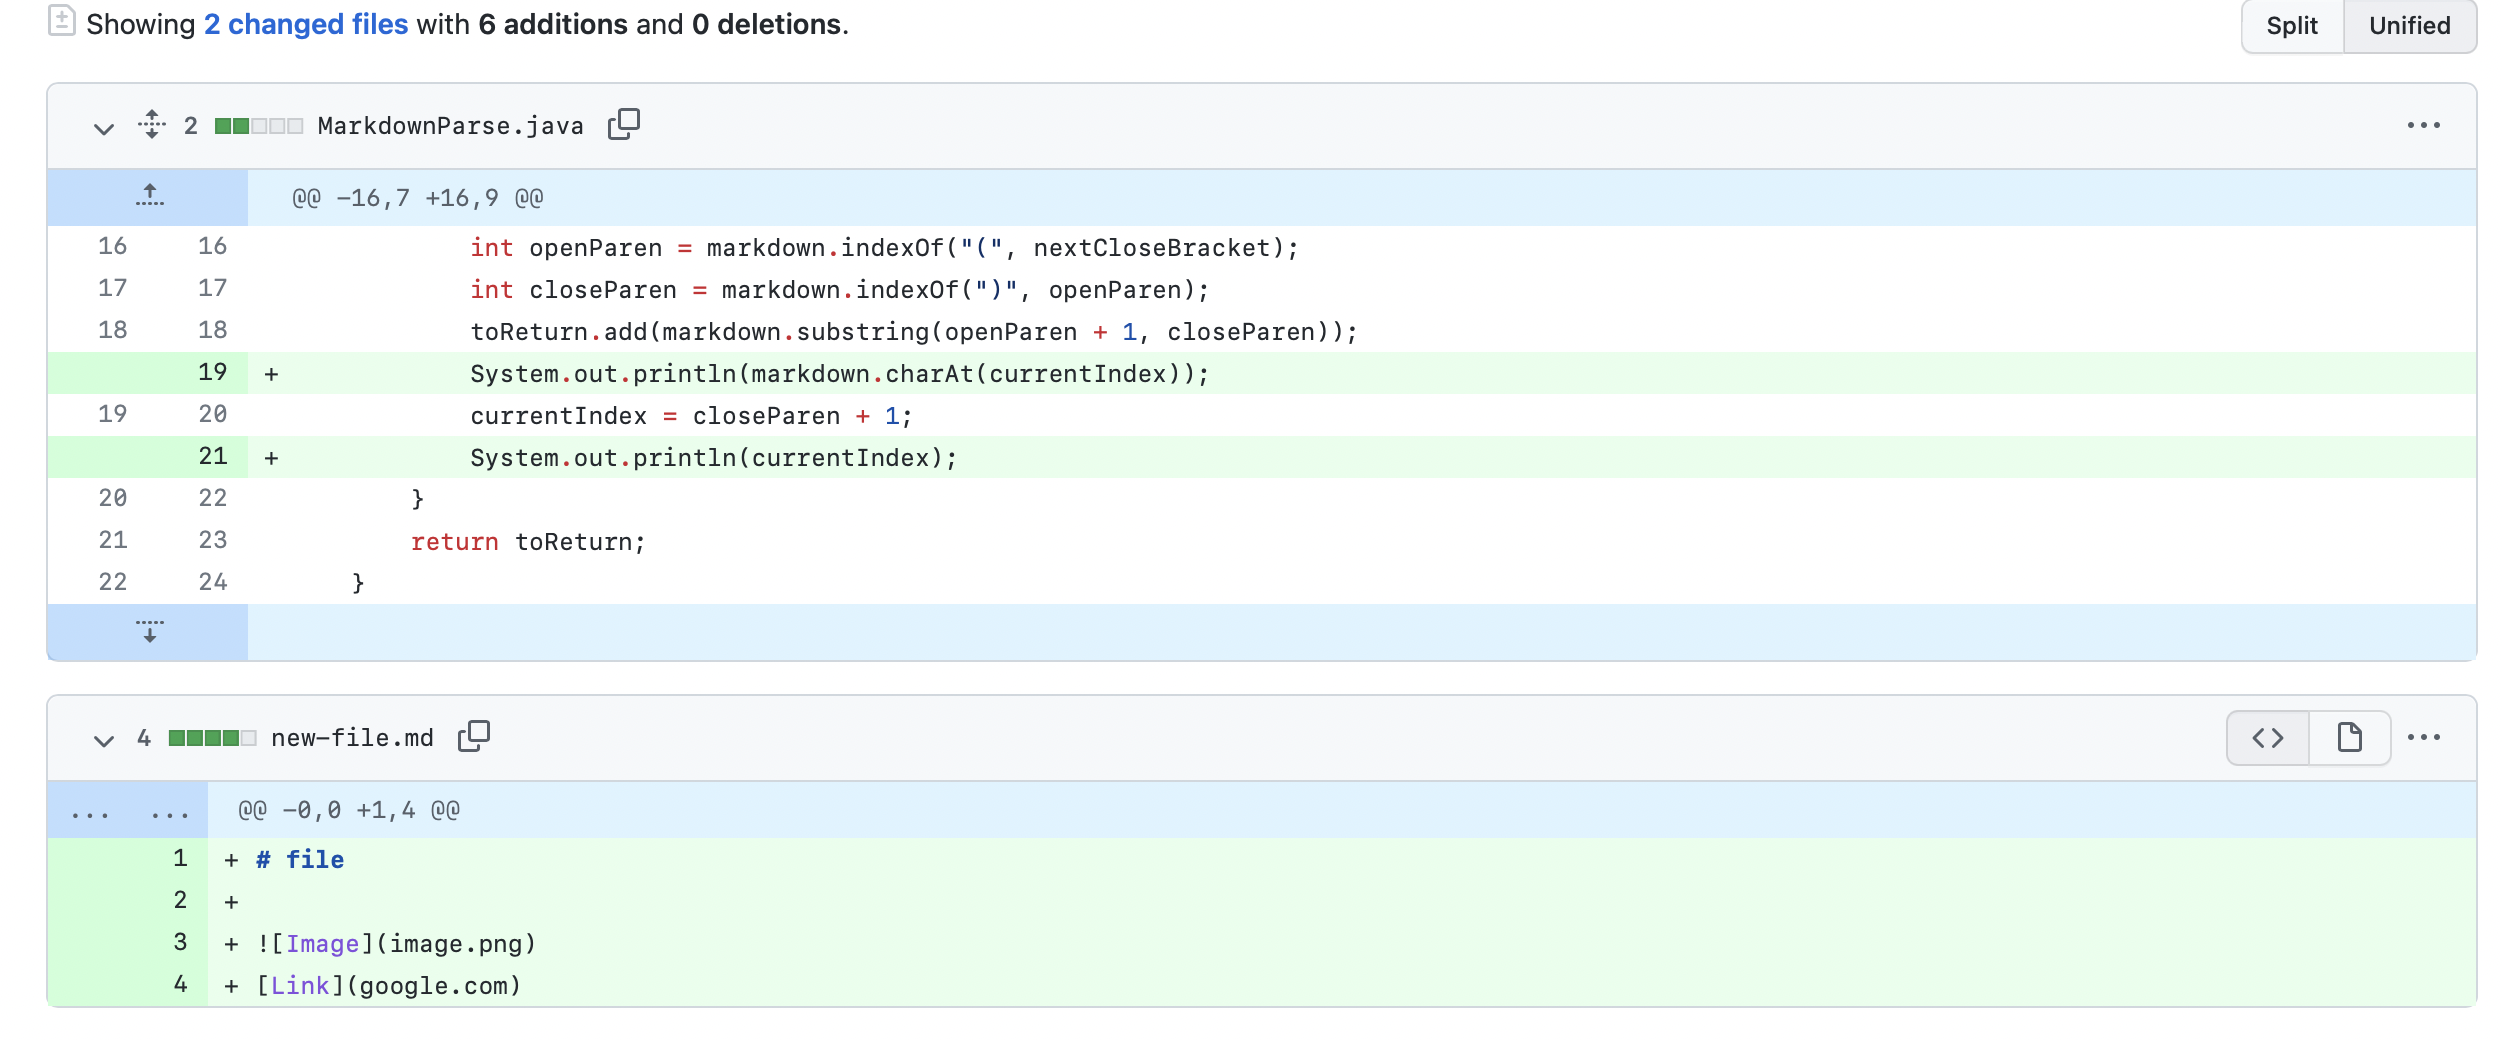 Showing 2 changed files with 6 additions and 0 deletions.
Split Unified
2 MarkdownParse.java
@@ -16,7 +16,9 @@
16 16 int openParen = markdown.indexOf("(", nextCloseBracket);
17 17 int closeParen = markdown.indexOf(")", openParen);
18 18 toReturn.add(markdown.substring(openParen + 1, closeParen));
19 + System.out.println(markdown.charAt(currentIndex));
19 20 currentIndex = closeParen + 1;
21 + System.out.println(currentIndex);
20 22 }
21 23 return toReturn;
22 24 }
4 new-file.md
... ... @@ -0,0 +1,4 @@
1 + # file
2 +
3 + ![Image](image.png)
4 + [Link](google.com)